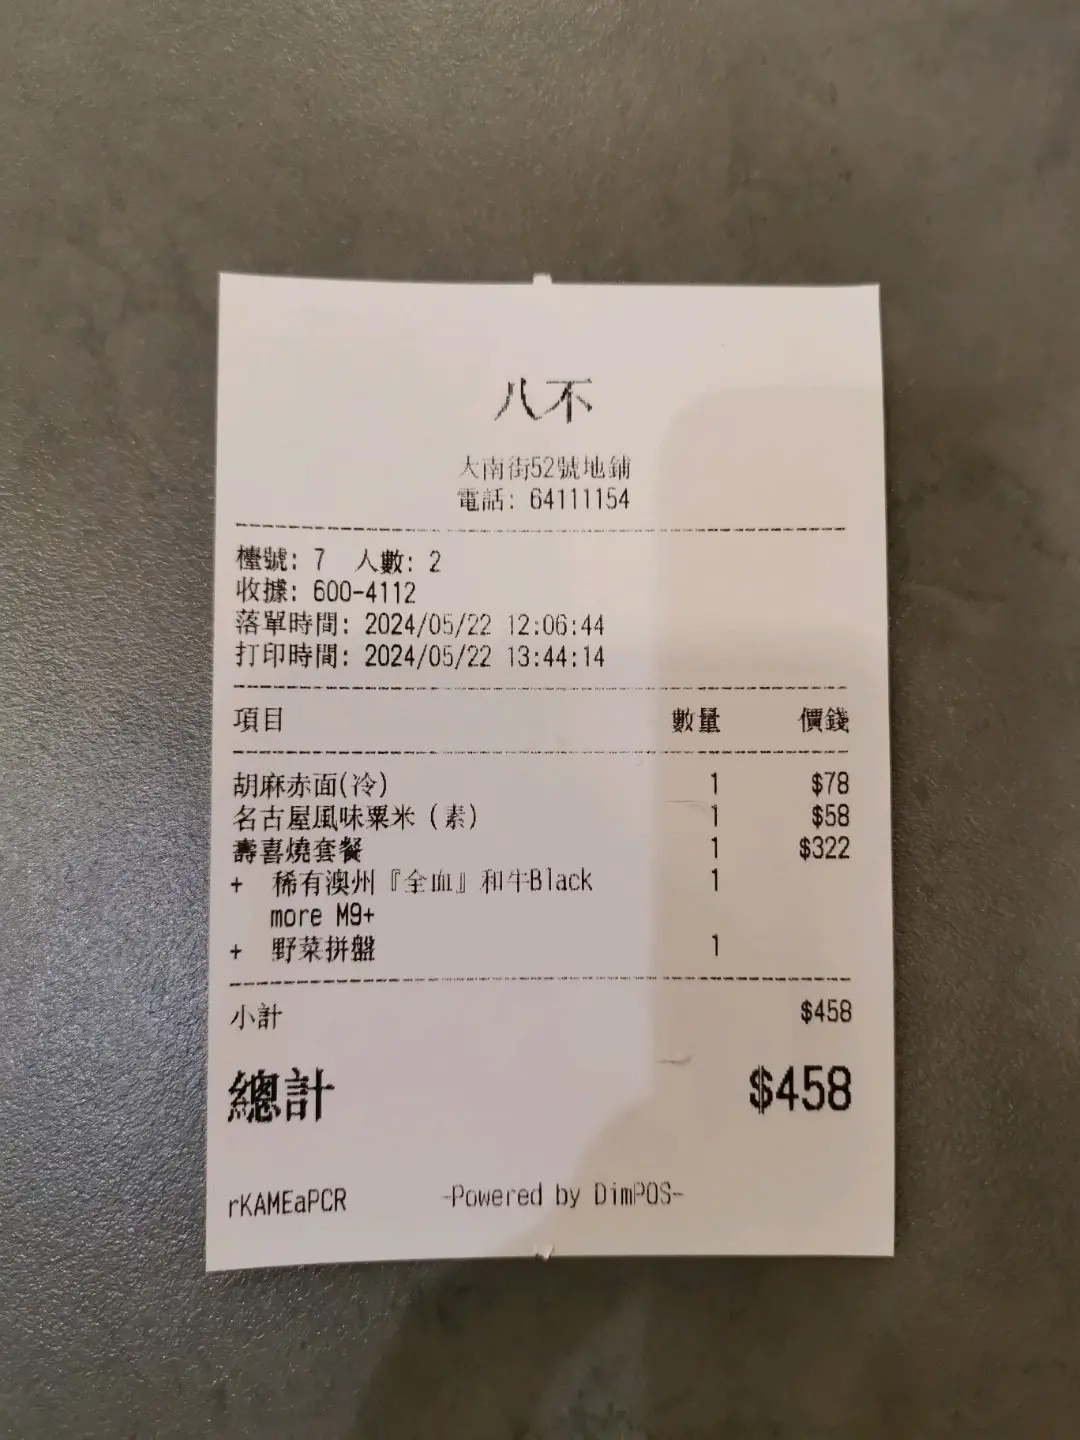 八不
大南街52號地鋪
電話: 64111154
檯號: 7 人數: 2
收據: 600-4112
落單時間: 2024/05/22 12:06:44
打印時間: 2024/05/22 13:44:14
項目 數量 價錢
胡麻赤面(冷) 1 $78
名古屋風味粟米（素） 1 $58
壽喜燒套餐 1 $322
+ 稀有澳州『全血』和牛Black 1
more M9+
+ 野菜拼盤 1
小計 $458
總計 $458
rKAMEaPCR -Powered by DimPOS-